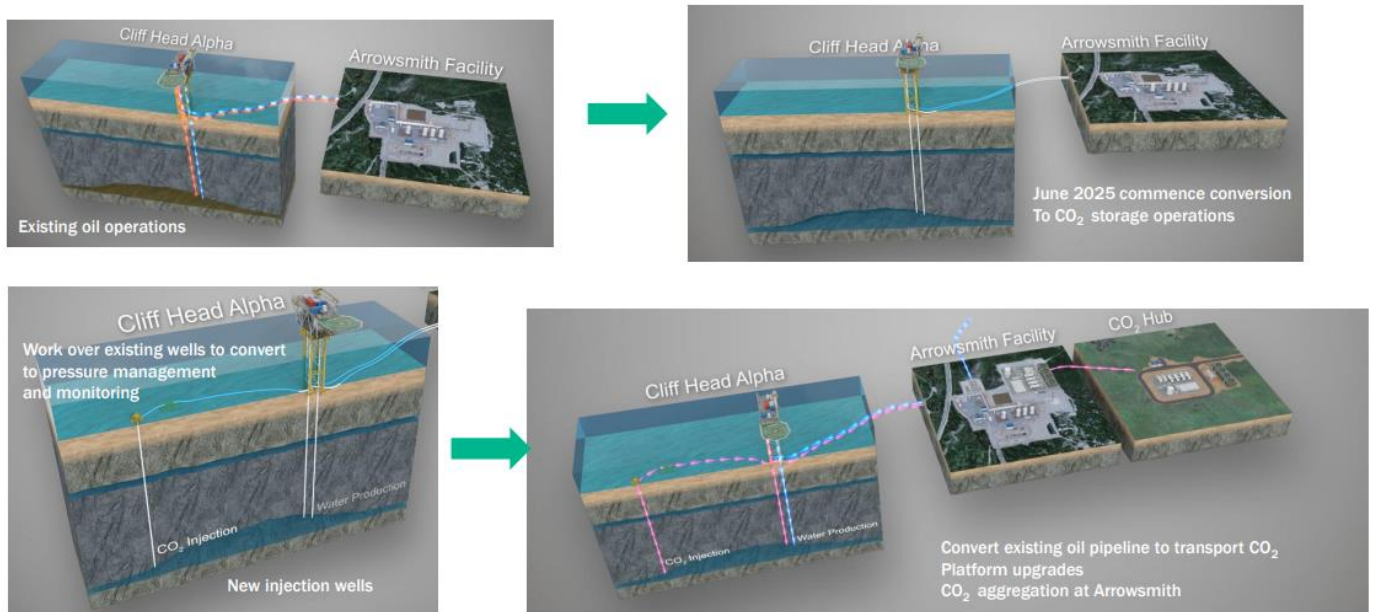 Cliff Head Alpha
Arrowsmith Facility
Existing oil operations
Cliff Head Alpha
Arrowsmith Facility
June 2025 commence conversion
To CO₂ storage operations
Cliff Head Alpha
Work over existing wells to convert
to pressure management
and monitoring
Water Production
CO₂ Injection
New injection wells
CO₂ Hub
Arrowsmith Facility
Cliff Head Alpha
Water Production
CO₂ Injection
Convert existing oil pipeline to transport CO₂
Platform upgrades
CO₂ aggregation at Arrowsmith